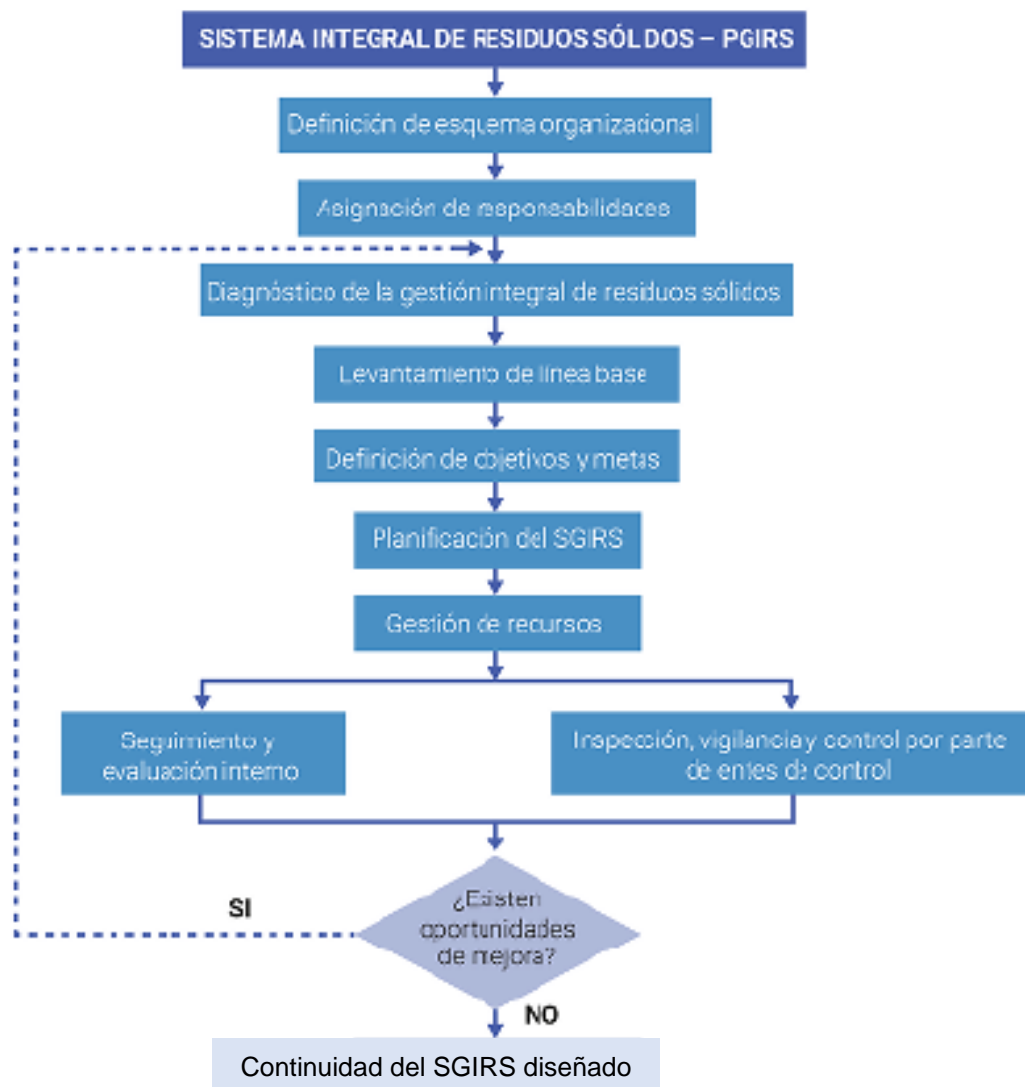 SISTEMA INTEGRAL DE RESIDUOS SÓLDOS – PGIRS
Definición de esquema organizacional
Asignación de responsabilidades
Diagnóstico de la gestión integral de residuos sólidos
Levantamiento de línea base
Definición de objetivos y metas
Planificación del SGIRS
Gestión de recursos
Seguimiento y
evaluación interno
Inspección, vigilancia y control por parte
de entes de control
¿Existen
oportunidades
de mejora?
SI
NO
Continuidad del SGIRS diseñado